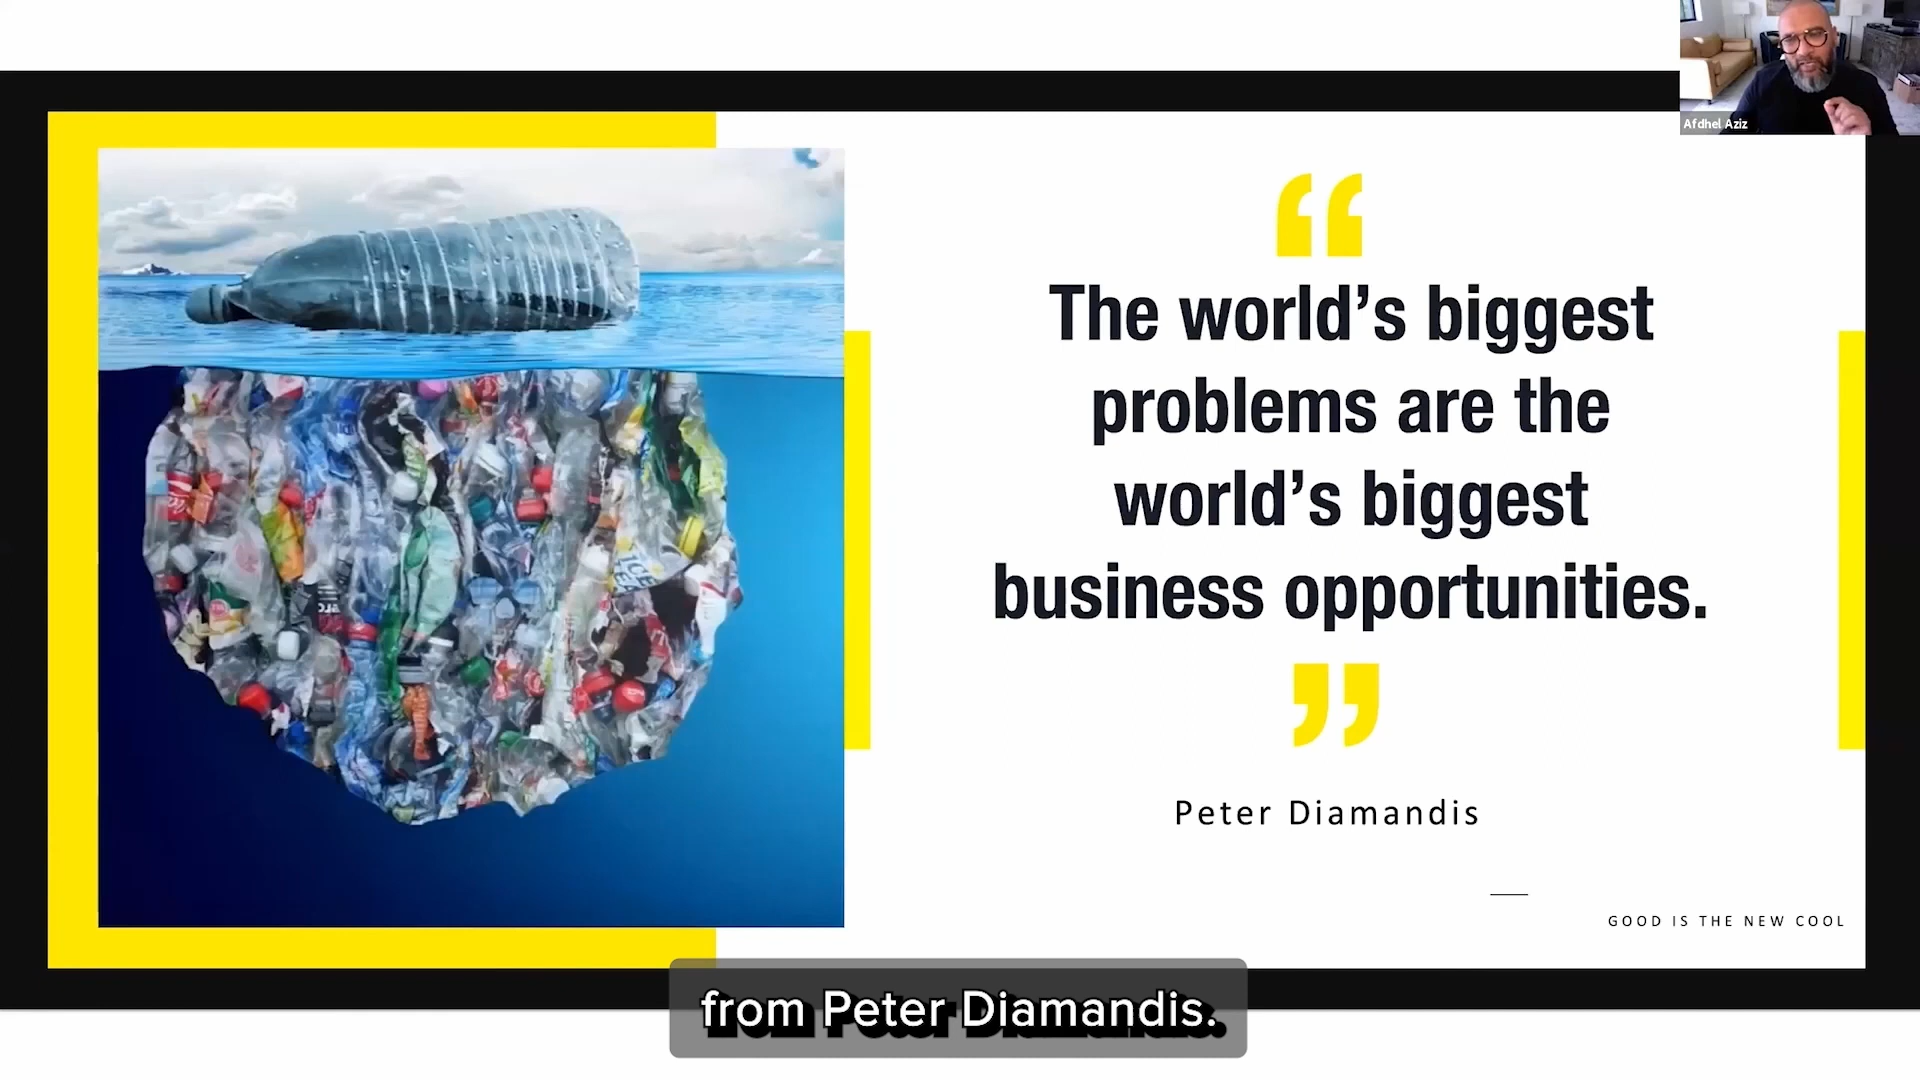 Afdhel Aziz
“
The world’s biggest
problems are the
world’s biggest
business opportunities.
”
Peter Diamandis
GOOD IS THE NEW COOL
from Peter Diamandis.